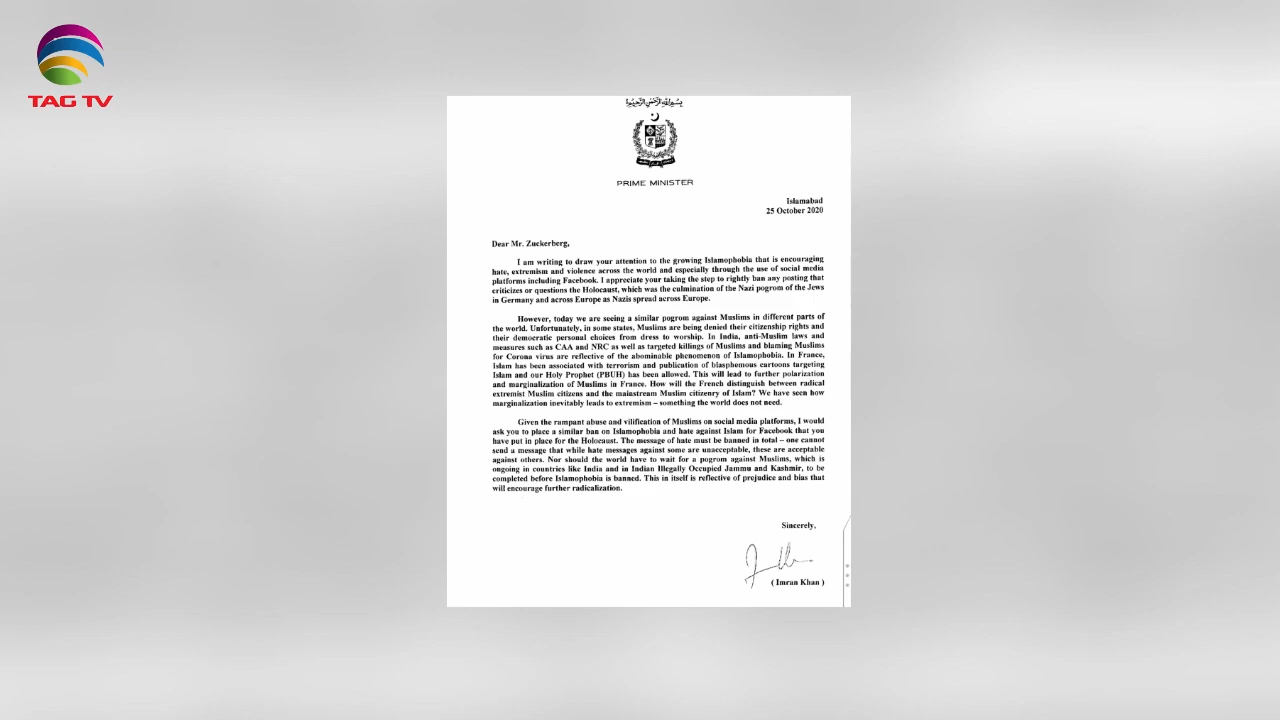 TAG TV
بسم الله الرحمن الرحيم
PRIME MINISTER
Islamabad
25 October 2020
Dear Mr. Zuckerberg,
I am writing to draw your attention to the growing Islamophobia that is encouraging
hate, extremism and violence across the world and especially through the use of social media
platforms including Facebook. I appreciate your taking the step to rightly ban any posting that
criticizes or questions the Holocaust, which was the culmination of the Nazi pogrom of the Jews
in Germany and across Europe as Nazis spread across Europe.
However, today we are seeing a similar pogrom against Muslims in different parts of
the world. Unfortunately, in some states, Muslims are being denied their citizenship rights and
their democratic personal choices from dress to worship. In India, anti-Muslim laws and
measures such as CAA and NRC as well as targeted killings of Muslims and blaming Muslims
for Corona virus are reflective of the abominable phenomenon of Islamophobia. In France,
Islam has been associated with terrorism and publication of blasphemous cartoons targeting
Islam and our Holy Prophet (PBUH) has been allowed. This will lead to further polarization
and marginalization of Muslims in France. How will the French distinguish between radical
extremist Muslim citizens and the mainstream Muslim citizenry of Islam? We have seen how
marginalization inevitably leads to extremism – something the world does not need.
Given the rampant abuse and vilification of Muslims on social media platforms, I would
ask you to place a similar ban on Islamophobia and hate against Islam for Facebook that you
have put in place for the Holocaust. The message of hate must be banned in total – one cannot
send a message that while hate messages against some are unacceptable, these are acceptable
against others. Nor should the world have to wait for a pogrom against Muslims, which is
ongoing in countries like India and in Indian Illegally Occupied Jammu and Kashmir, to be
completed before Islamophobia is banned. This in itself is reflective of prejudice and bias that
will encourage further radicalization.
Sincerely,
( Imran Khan )